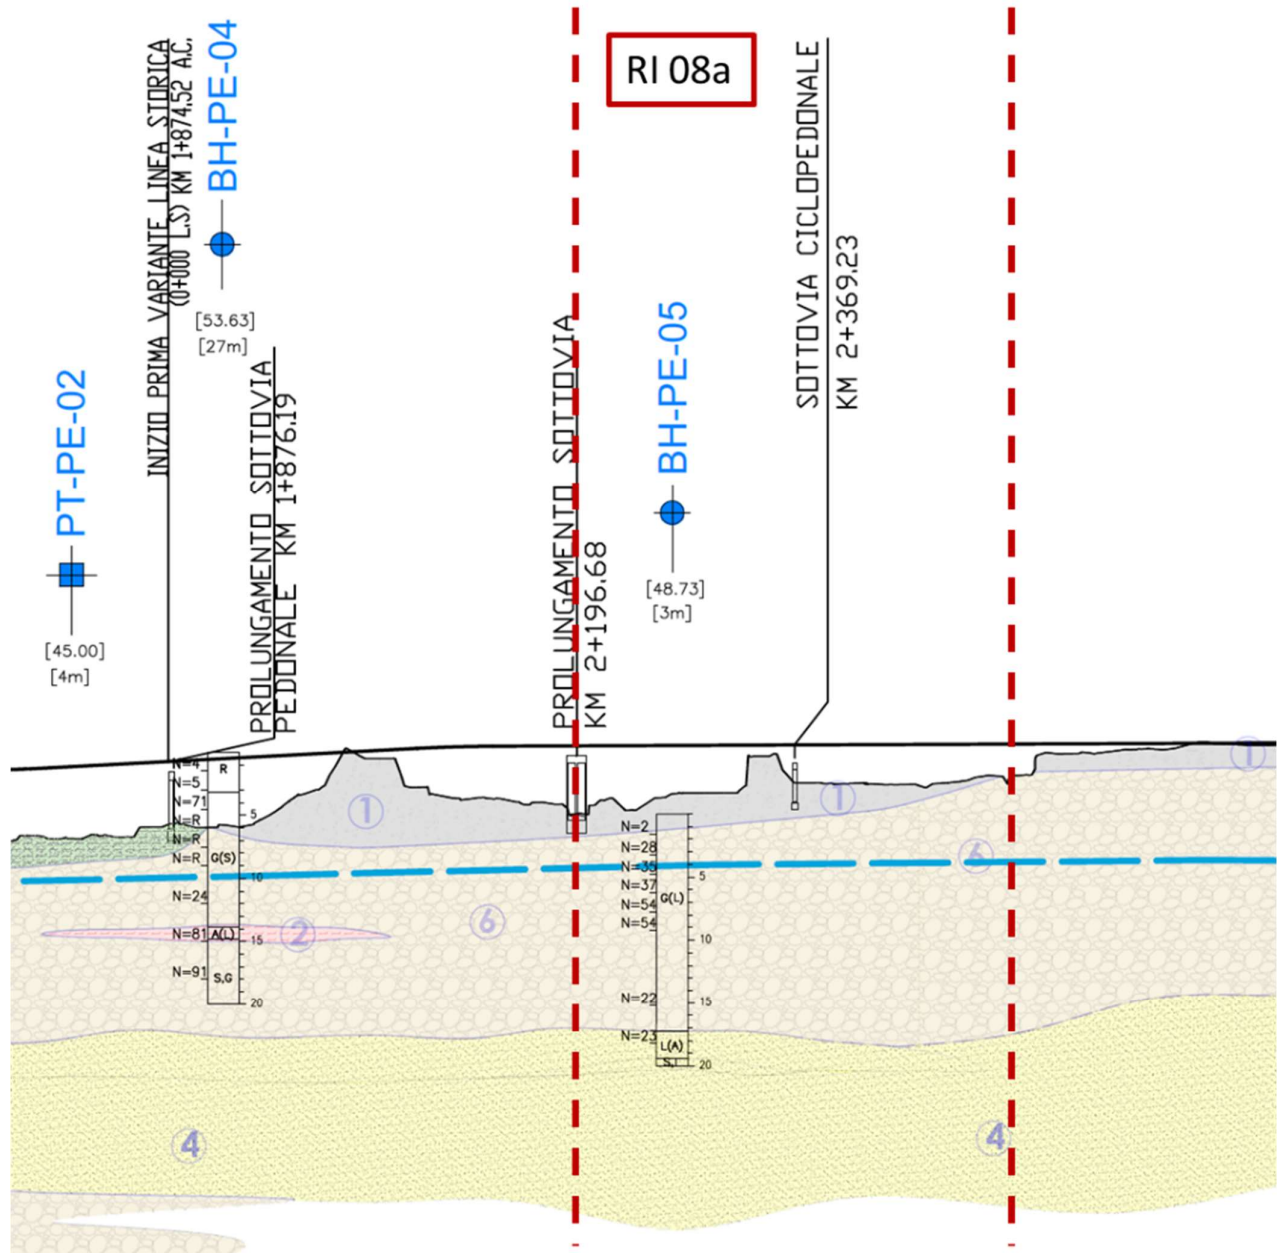 RI 08a
INIZIO PRIMA VARIANTE LINEA STORICA
(0+000 L.S) KM 1+874.52 A.C.
BH-PE-04
[53.63]
[27m]
PT-PE-02
[45.00]
[4m]
PROLUNGAMENTO SOTTOVIA
PEDONALE KM 1+876.19
PROLUNGAMENTO SOTTOVIA
KM 2+196.68
BH-PE-05
[48.73]
[3m]
SOTTOVIA CICLOPEDONALE
KM 2+369.23
N=4
N=5
N=71
N=R
N=R
N=R
N=24
N=81
N=91
R
G(S)
A(L)
S,G
5
10
15
20
N=2
N=28
N=35
N=37
N=54
N=54
N=22
N=23
G(L)
L(A)
5
10
15
20
1
1
1
6
6
2
4
4